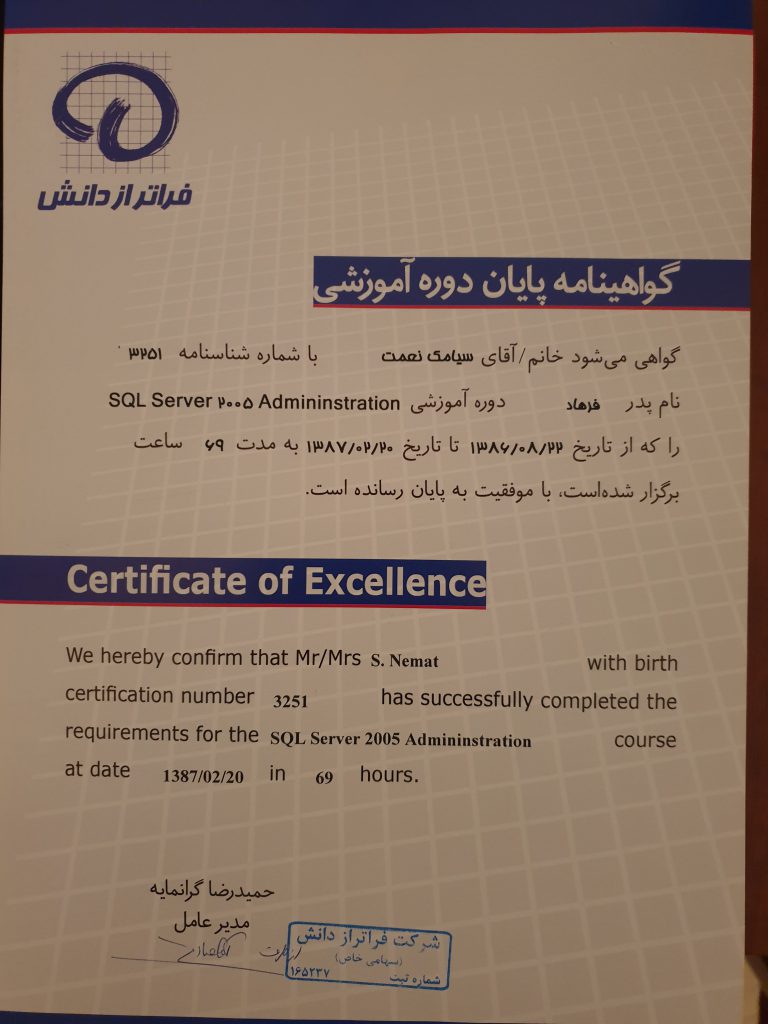 فراتر از دانش
گواهینامه پایان دوره آموزشی
گواهی می‌شود خانم/آقای سیامک نعمت با شماره شناسنامه ۳۲۵۱
نام پدر فرهاد دوره آموزشی SQL Server ۲۰۰۵ Admininstration
را که از تاریخ ۱۳۸۶/۰۸/۲۲ تا تاریخ ۱۳۸۷/۰۲/۲۰ به مدت ۶۹ ساعت
برگزار شده‌است، با موفقیت به پایان رسانده است.
Certificate of Excellence
We hereby confirm that Mr/Mrs S. Nemat with birth
certification number 3251 has successfully completed the
requirements for the SQL Server 2005 Admininstration course
at date 1387/02/20 in 69 hours.
حمیدرضا گرانمایه
مدیر عامل
شرکت فراتراز دانش
(سهامی خاص)
شماره ثبت ۱۶۵۲۳۷